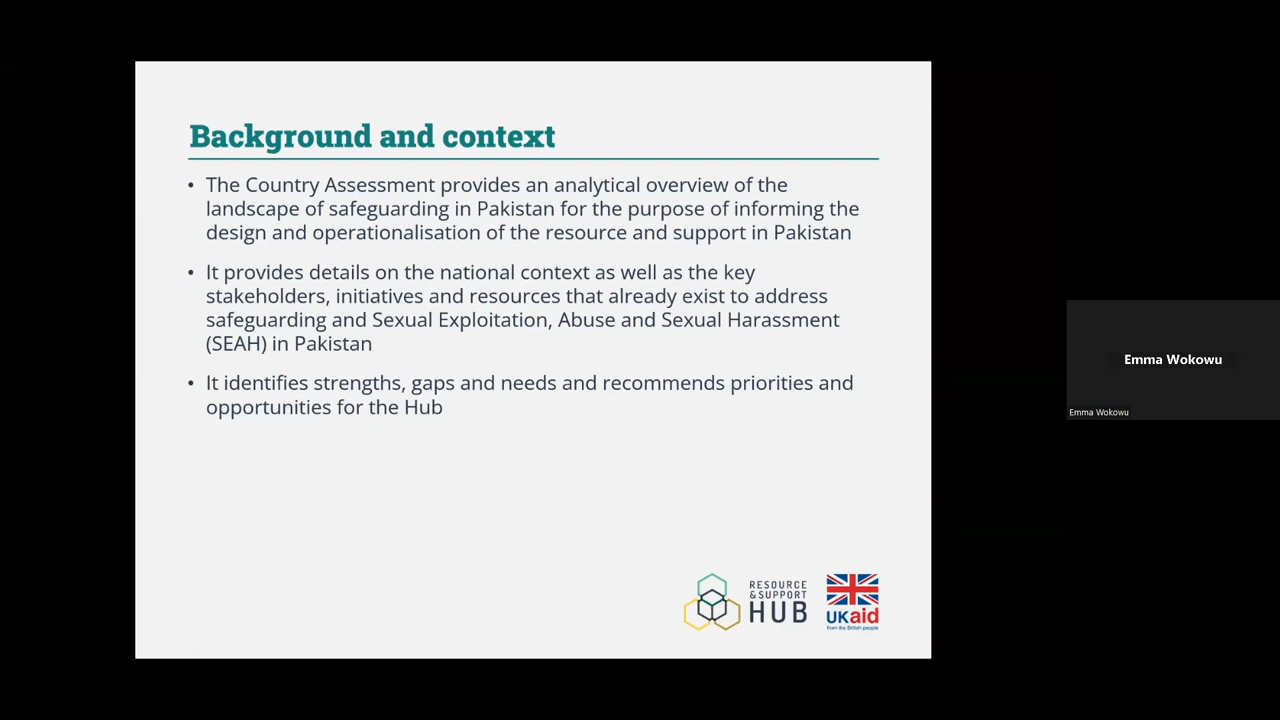 Background and context
• The Country Assessment provides an analytical overview of the
landscape of safeguarding in Pakistan for the purpose of informing the
design and operationalisation of the resource and support in Pakistan
• It provides details on the national context as well as the key
stakeholders, initiatives and resources that already exist to address
safeguarding and Sexual Exploitation, Abuse and Sexual Harassment
(SEAH) in Pakistan
• It identifies strengths, gaps and needs and recommends priorities and
opportunities for the Hub
RESOURCE
&SUPPORT
HUB
UKaid
from the British people
Emma Wokowu
Emma Wokowu